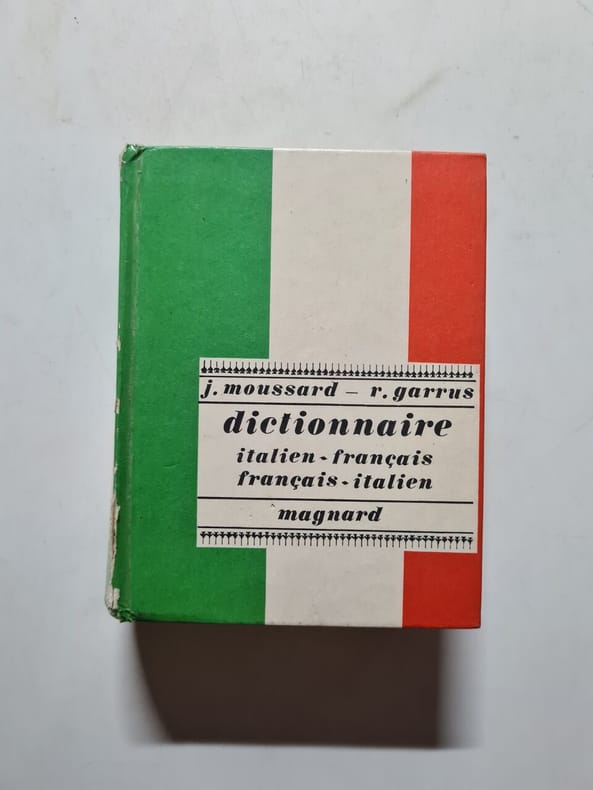 j. moussard – r. garrus
dictionnaire
italien-français
français-italien
magnard